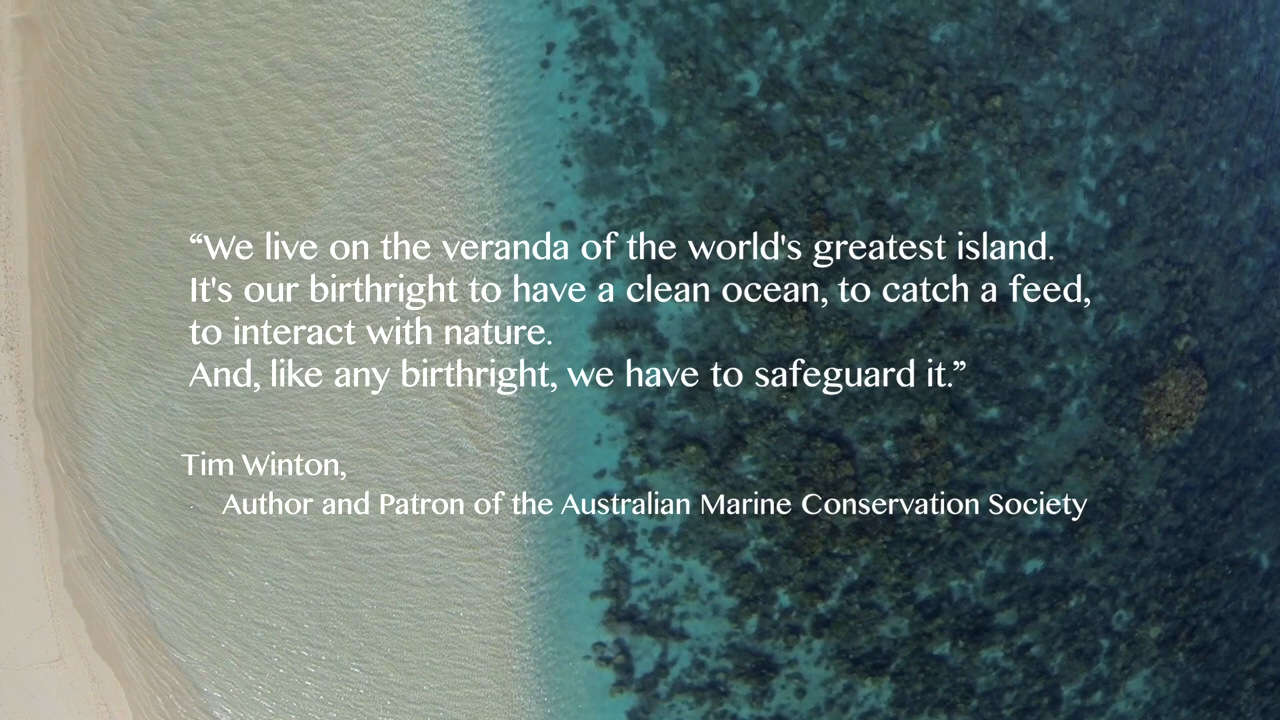 “We live on the veranda of the world's greatest island.
It's our birthright to have a clean ocean, to catch a feed,
to interact with nature.
And, like any birthright, we have to safeguard it.”
Tim Winton,
Author and Patron of the Australian Marine Conservation Society